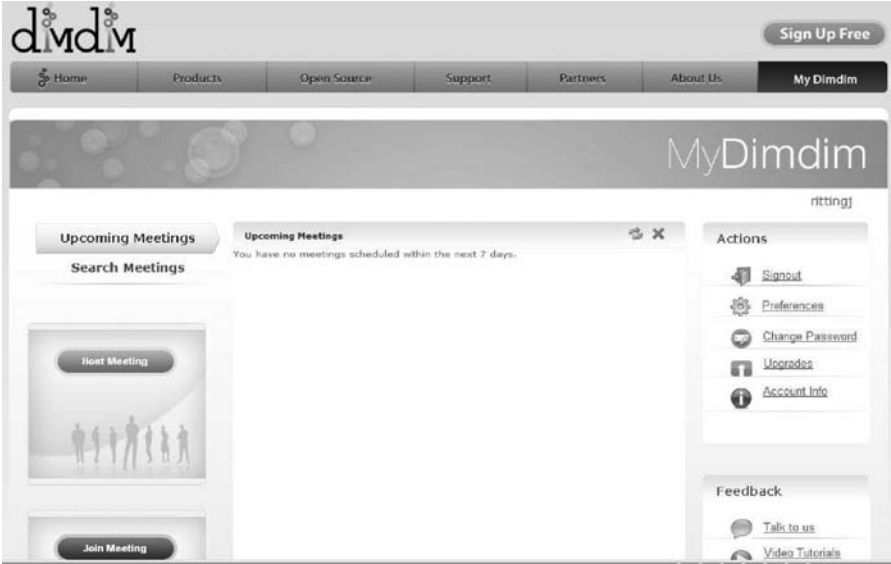 dimdim
Sign Up Free
Home Products Open Source Support Partners About Us My Dimdim
MyDimdim
rittingj
Upcoming Meetings
Search Meetings
Upcoming Meetings
You have no meetings scheduled within the next 7 days.
Host Meeting
Join Meeting
Actions
Signout
Preferences
Change Password
Upgrades
Account Info
Feedback
Talk to us
Video Tutorials